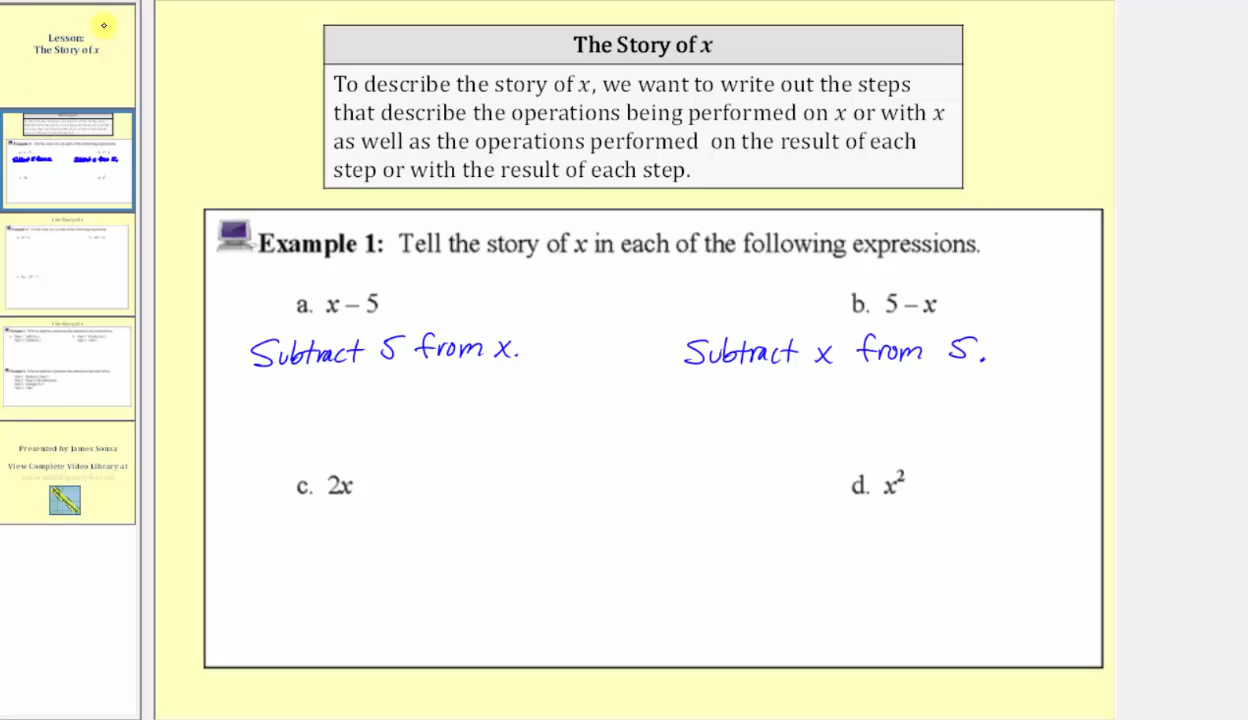 Lesson:
The Story of x
The Story of x
To describe the story of x, we want to write out the steps
that describe the operations being performed on x or with x
as well as the operations performed on the result of each
step or with the result of each step.
Example 1: Tell the story of x in each of the following expressions.
a. x – 5
b. 5 – x
Subtract 5 from x.
Subtract x from 5.
c. 2x
d. x²
Presented by James Sousa
View Complete Video Library at